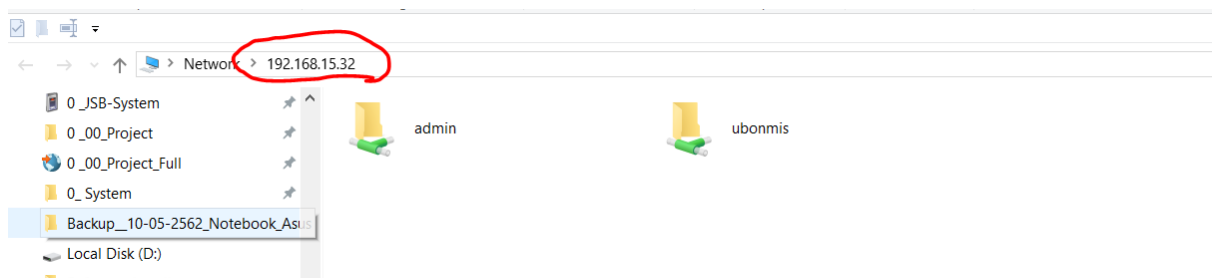 Network > 192.168.15.32
0 _JSB-System
0 _00_Project
0 _00_Project_Full
0_ System
Backup__10-05-2562_Notebook_Asus
Local Disk (D:)
admin
ubonmis